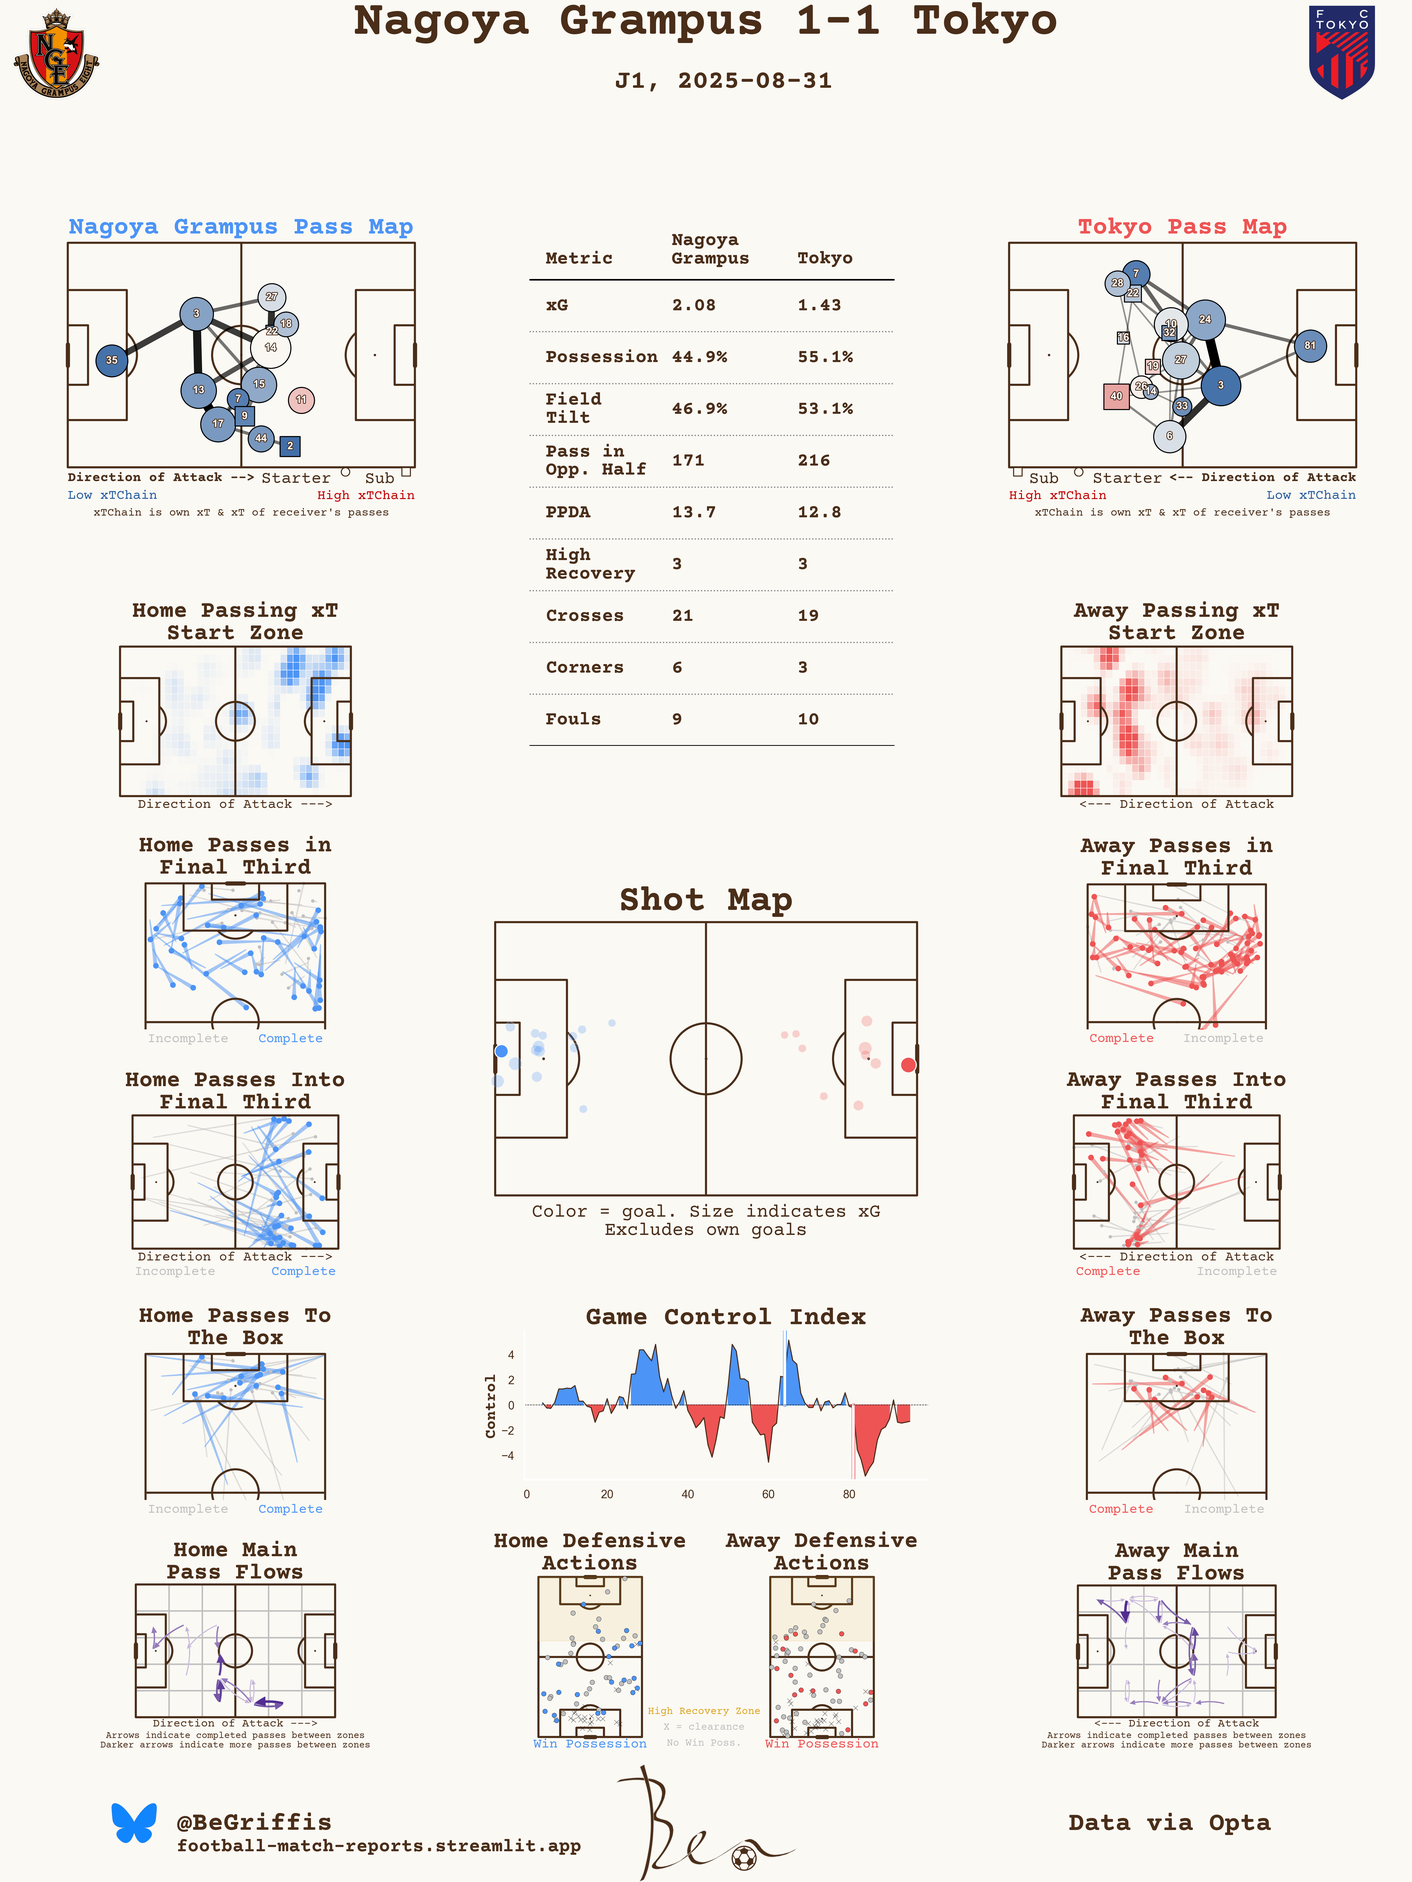 Nagoya Grampus 1-1 Tokyo
J1, 2025-08-31
NGE
NAGOYA GRAMPUS EIGHT
F C
TOKYO
Nagoya Grampus Pass Map
35
3
27
18
22
14
13
15
7
9
11
17
44
2
Direction of Attack --> Starter Sub
Low xTChain High xTChain
xTChain is own xT & xT of receiver's passes
Metric Nagoya Grampus Tokyo
xG 2.08 1.43
Possession 44.9% 55.1%
Field Tilt 46.9% 53.1%
Pass in Opp. Half 171 216
PPDA 13.7 12.8
High Recovery 3 3
Crosses 21 19
Corners 6 3
Fouls 9 10
Tokyo Pass Map
7
28
22
10
32
24
16
27
81
19
26
14
40
3
33
6
Sub Starter <-- Direction of Attack
High xTChain Low xTChain
xTChain is own xT & xT of receiver's passes
Home Passing xT
Start Zone
Direction of Attack --->
Away Passing xT
Start Zone
<--- Direction of Attack
Home Passes in
Final Third
Incomplete Complete
Away Passes in
Final Third
Complete Incomplete
Shot Map
Color = goal. Size indicates xG
Excludes own goals
Home Passes Into
Final Third
Direction of Attack --->
Incomplete Complete
Away Passes Into
Final Third
<--- Direction of Attack
Complete Incomplete
Home Passes To
The Box
Incomplete Complete
Game Control Index
Control
4
2
0
−2
−4
0 20 40 60 80
Away Passes To
The Box
Complete Incomplete
Home Main
Pass Flows
Direction of Attack --->
Arrows indicate completed passes between zones
Darker arrows indicate more passes between zones
Home Defensive
Actions
Win Possession
Away Defensive
Actions
Win Possession
High Recovery Zone
X = clearance
No Win Poss.
Away Main
Pass Flows
<--- Direction of Attack
Arrows indicate completed passes between zones
Darker arrows indicate more passes between zones
@BeGriffis
football-match-reports.streamlit.app
Ben
Data via Opta